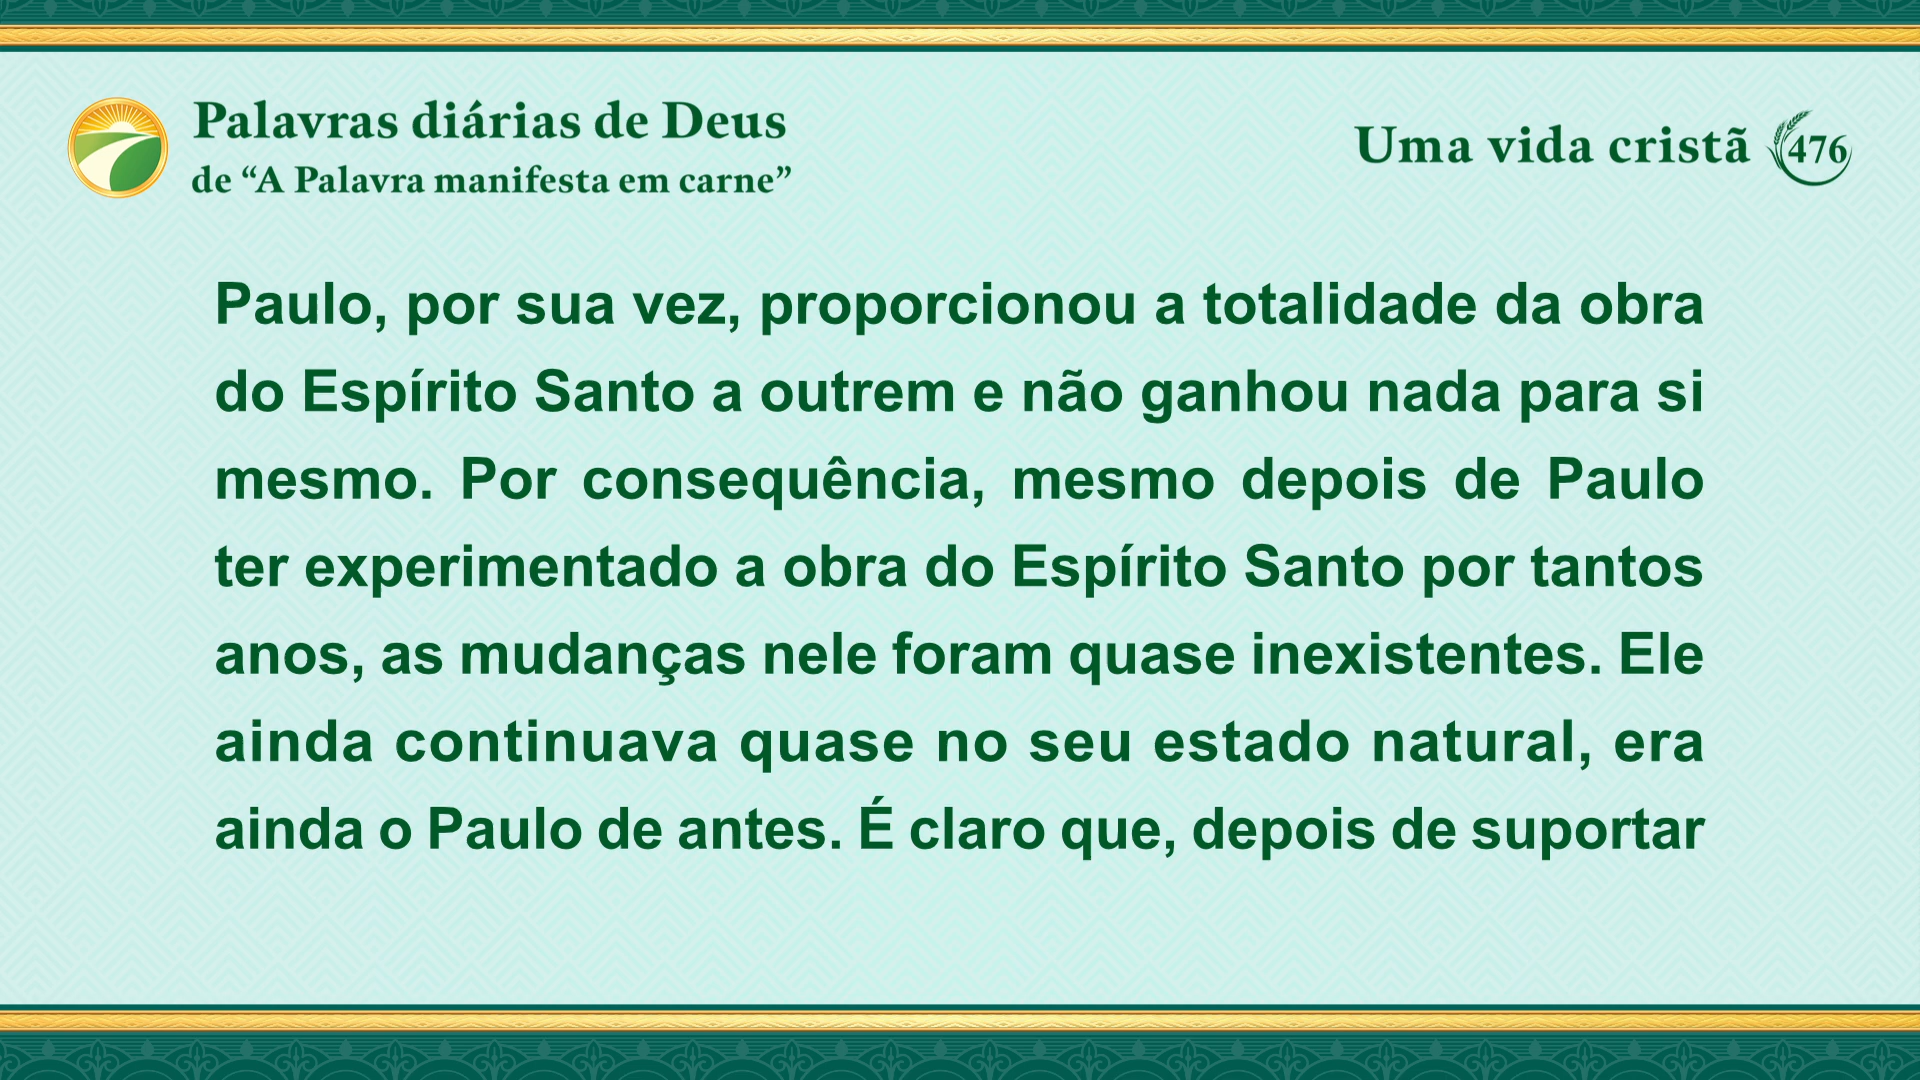 Palavras diárias de Deus
de “A Palavra manifesta em carne”
Uma vida cristã 476
Paulo, por sua vez, proporcionou a totalidade da obra
do Espírito Santo a outrem e não ganhou nada para si
mesmo. Por consequência, mesmo depois de Paulo
ter experimentado a obra do Espírito Santo por tantos
anos, as mudanças nele foram quase inexistentes. Ele
ainda continuava quase no seu estado natural, era
ainda o Paulo de antes. É claro que, depois de suportar